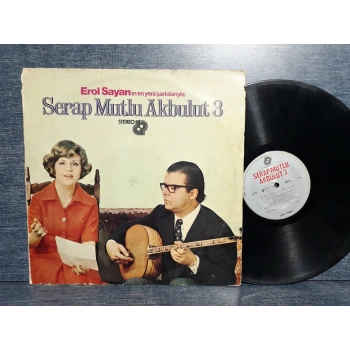 Erol Sayan'ın en yeni şarkılarıyla
Serap Mutlu Akbulut 3
STEREO
SERAP MUTLU
AKBULUT 3